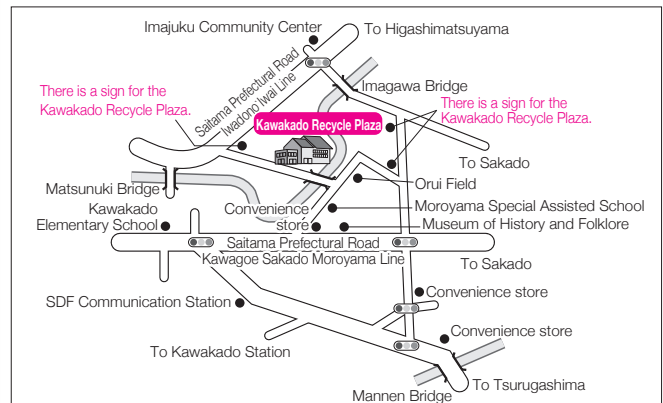 Imajuku Community Center
To Higashimatsuyama
Saitama Prefectural Road
Iwadono Iwai Line
Imagawa Bridge
There is a sign for the
Kawakado Recycle Plaza.
There is a sign for the
Kawakado Recycle Plaza.
Kawakado Recycle Plaza
To Sakado
Matsunuki Bridge
Orui Field
Kawakado
Elementary School
Convenience
store
Moroyama Special Assisted School
Museum of History and Folklore
Saitama Prefectural Road
Kawagoe Sakado Moroyama Line
To Sakado
SDF Communication Station
Convenience store
Convenience store
To Kawakado Station
Mannen Bridge
To Tsurugashima